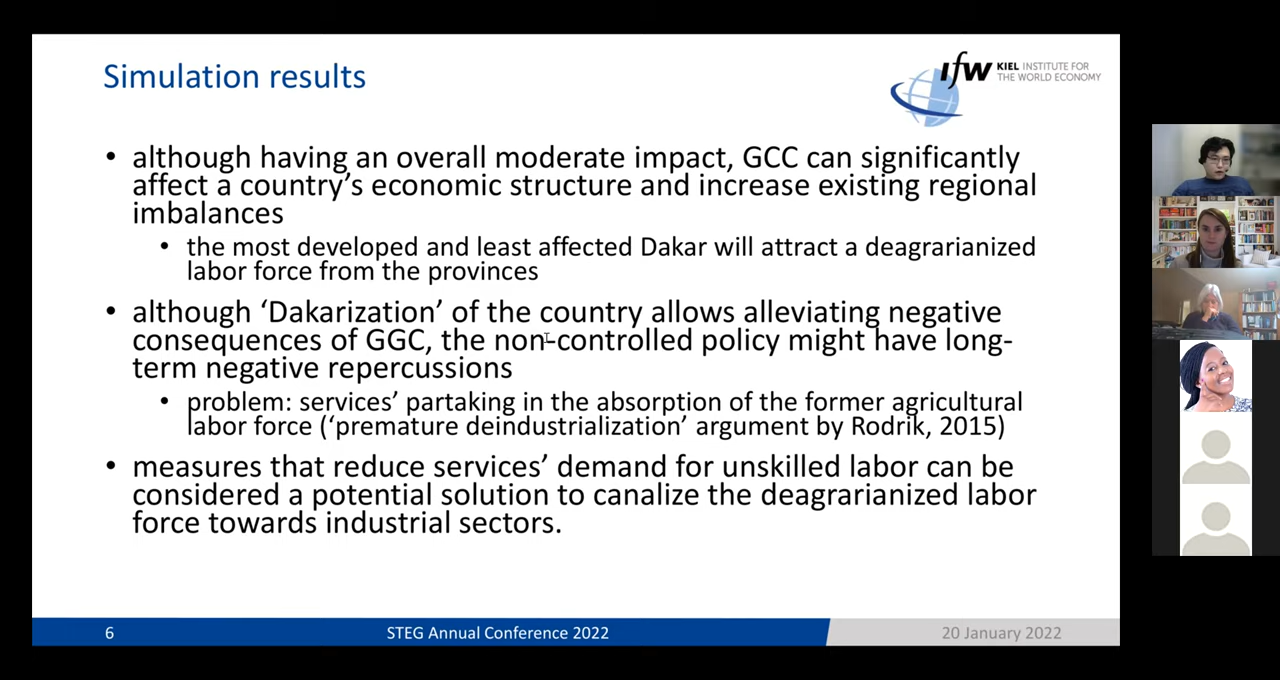 Simulation results
IfW KIEL INSTITUTE FOR
THE WORLD ECONOMY
• although having an overall moderate impact, GCC can significantly
affect a country's economic structure and increase existing regional
imbalances
• the most developed and least affected Dakar will attract a deagrarianized
labor force from the provinces
• although ‘Dakarization’ of the country allows alleviating negative
consequences of GGC, the non-controlled policy might have long-
term negative repercussions
• problem: services’ partaking in the absorption of the former agricultural
labor force (‘premature deindustrialization’ argument by Rodrik, 2015)
• measures that reduce services’ demand for unskilled labor can be
considered a potential solution to canalize the deagrarianized labor
force towards industrial sectors.
6 STEG Annual Conference 2022 20 January 2022